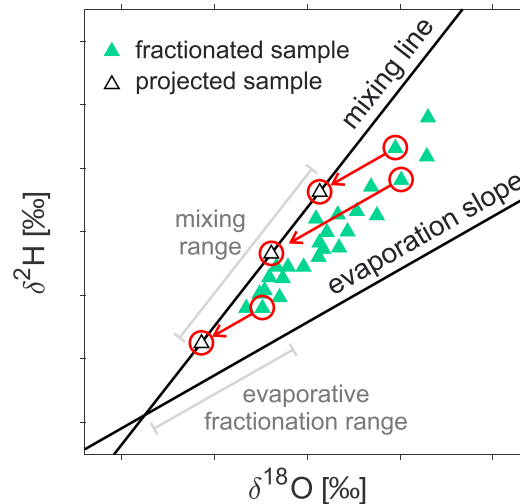 fractionated sample
projected sample
mixing line
mixing
range
evaporation slope
evaporative
fractionation range
δ²H [‰]
δ¹⁸O [‰]